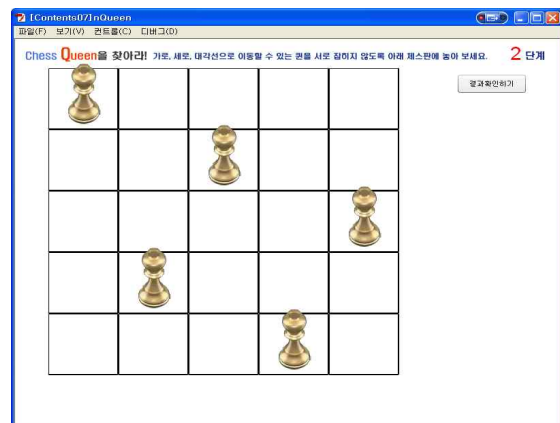 [Contents07]nQueen
파일(F) 보기(V) 컨트롤(C) 디버그(D)
Chess Queen을 찾아라! 가로, 세로, 대각선으로 이동할 수 있는 퀸을 서로 잡히지 않도록 아래 체스판에 놓아 보세요. 2 단계
결과확인하기